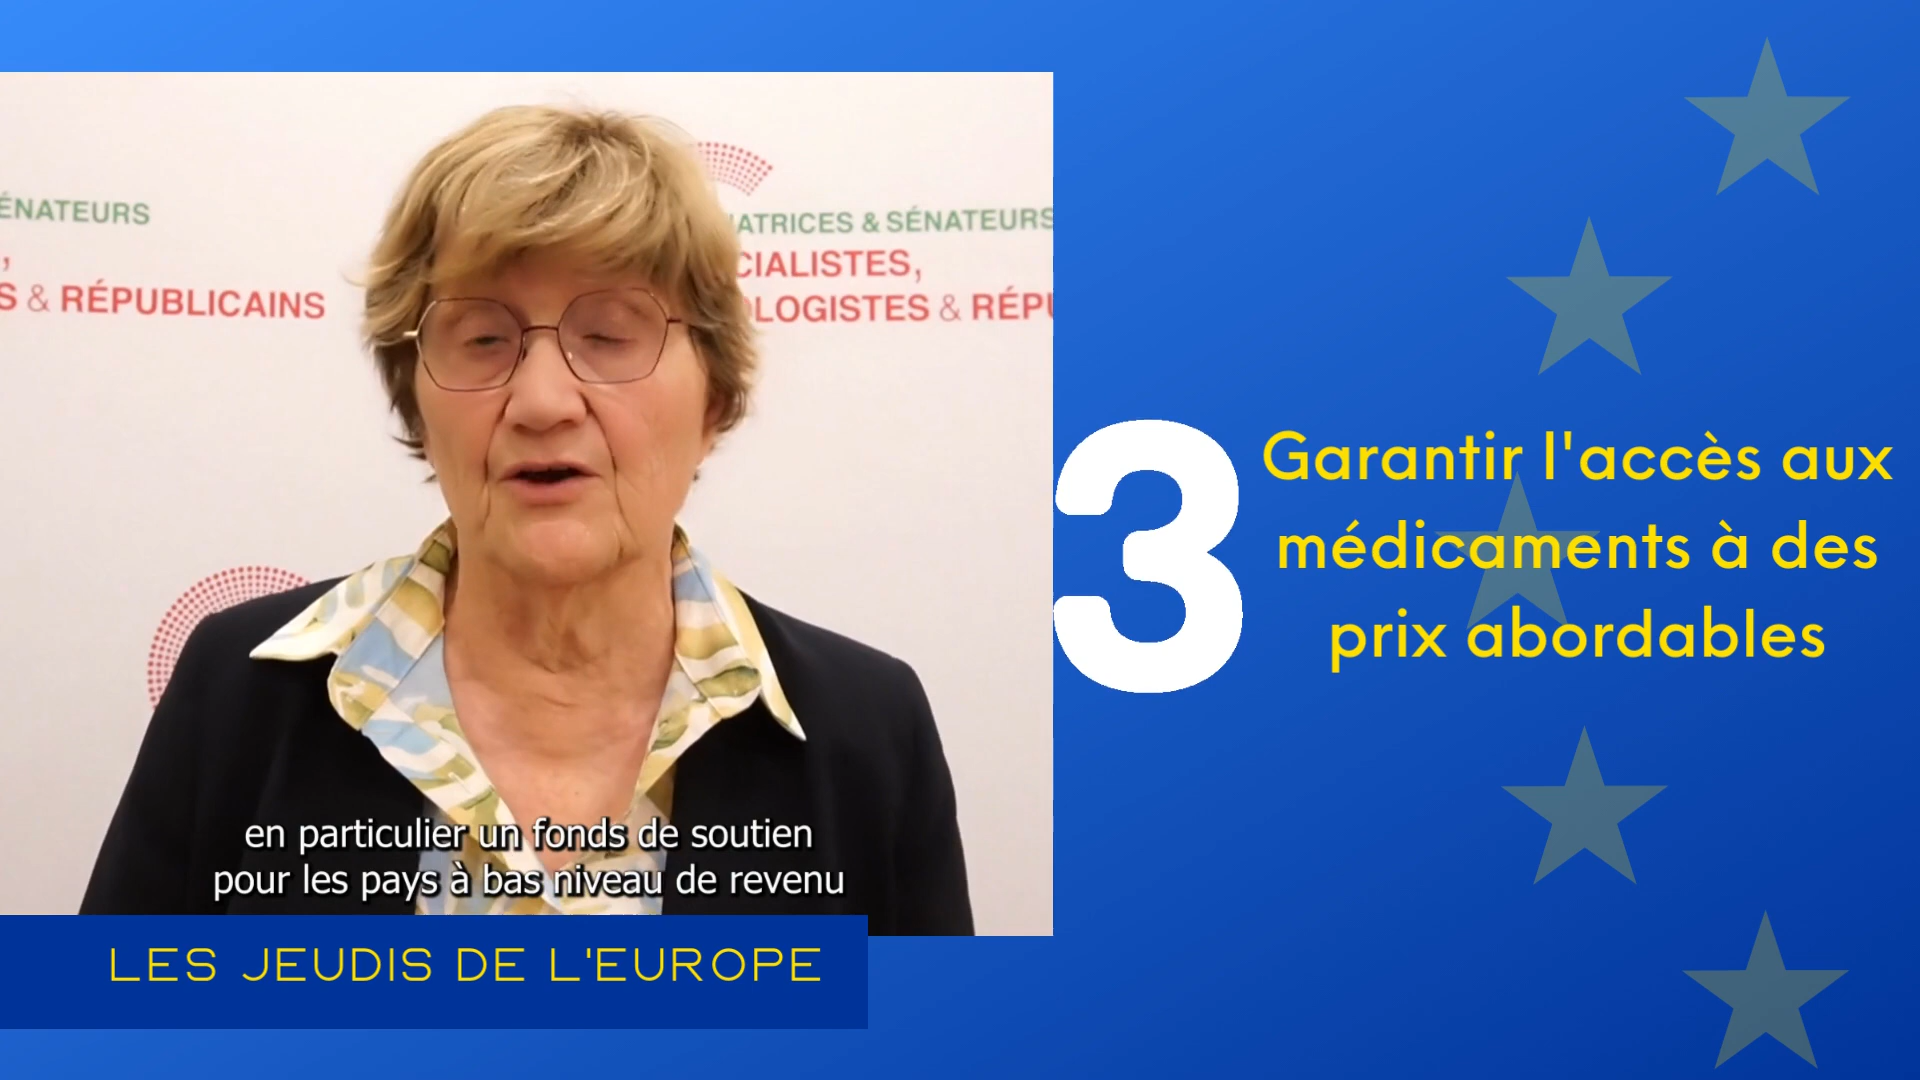 ÉNATEURS
,
S & RÉPUBLICAINS
ATRICES & SÉNATEURS
CIALISTES,
OLOGISTES & RÉPU
3
Garantir l'accès aux
médicaments à des
prix abordables
en particulier un fonds de soutien
pour les pays à bas niveau de revenu
LES JEUDIS DE L'EUROPE